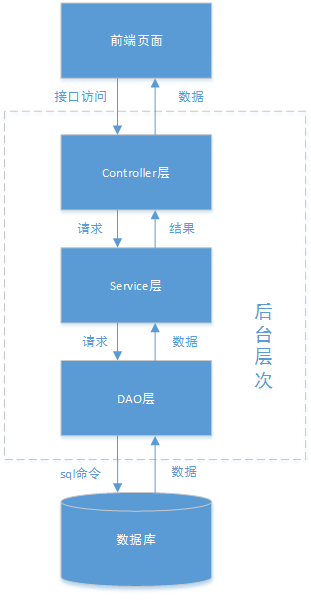 前端页面
接口访问
数据
Controller层
请求
结果
Service层
后台层次
请求
数据
DAO层
sql命令
数据
数据库